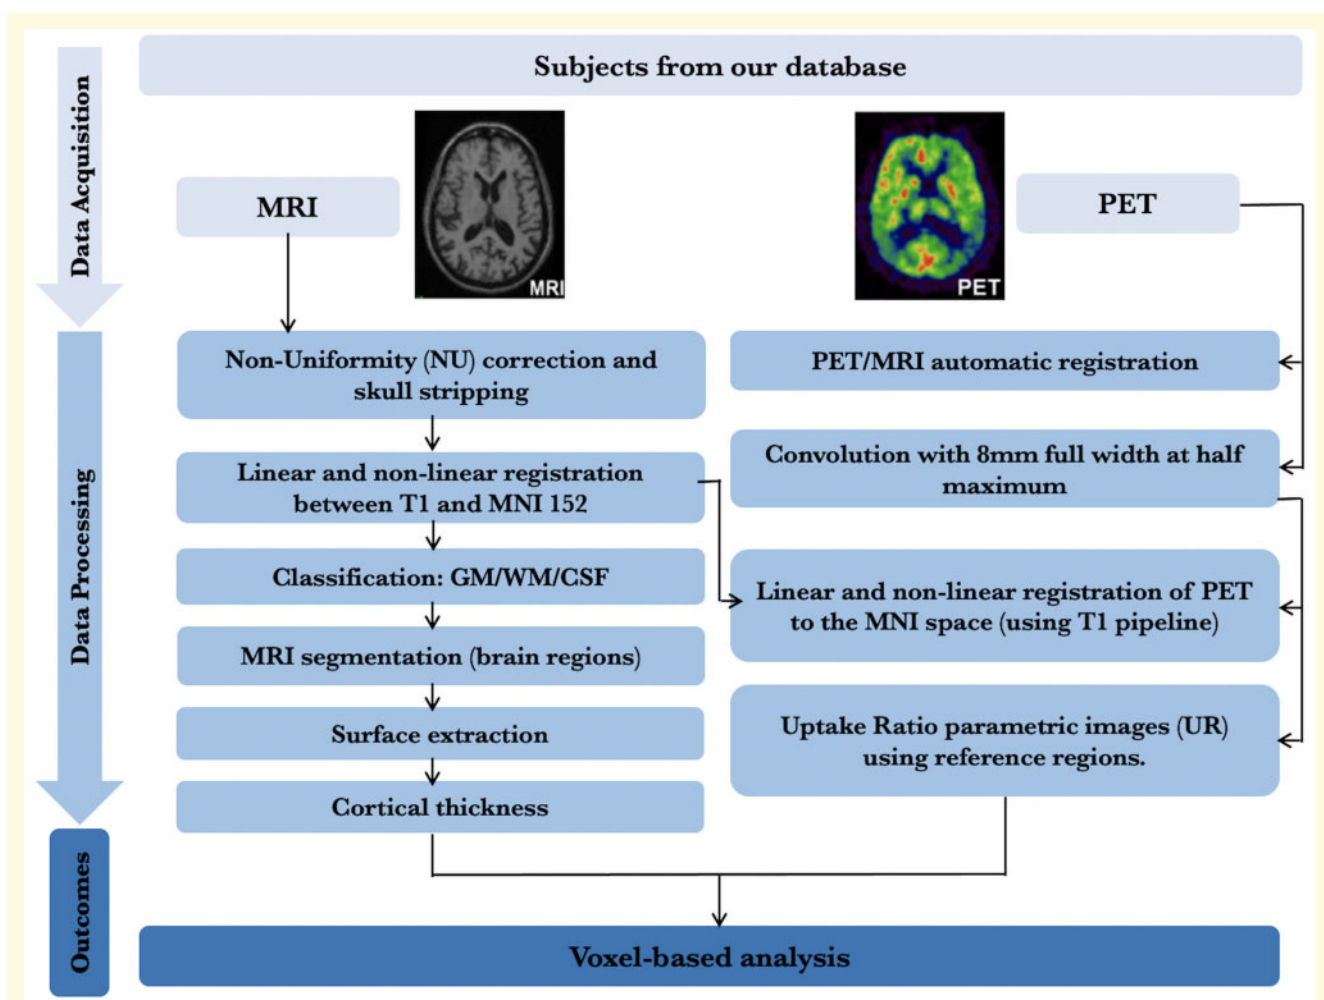 Subjects from our database
Data Acquisition
MRI
MRI
PET
PET
Data Processing
Non-Uniformity (NU) correction and
skull stripping
Linear and non-linear registration
between T1 and MNI 152
Classification: GM/WM/CSF
MRI segmentation (brain regions)
Surface extraction
Cortical thickness
PET/MRI automatic registration
Convolution with 8mm full width at half
maximum
Linear and non-linear registration of PET
to the MNI space (using T1 pipeline)
Uptake Ratio parametric images (UR)
using reference regions.
Outcomes
Voxel-based analysis